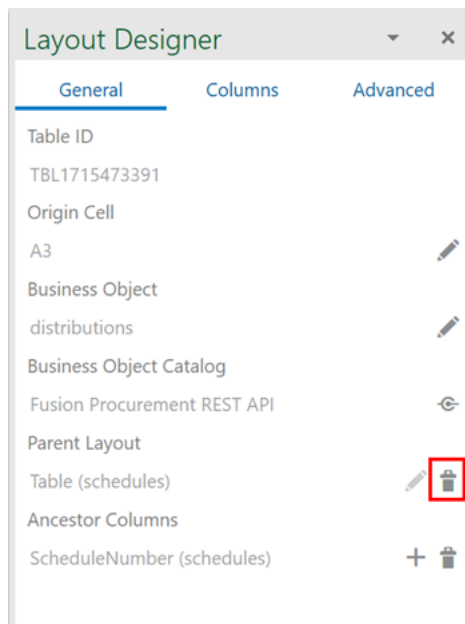 Layout Designer
General Columns Advanced
Table ID
TBL1715473391
Origin Cell
A3
Business Object
distributions
Business Object Catalog
Fusion Procurement REST API
Parent Layout
Table (schedules)
Ancestor Columns
ScheduleNumber (schedules)